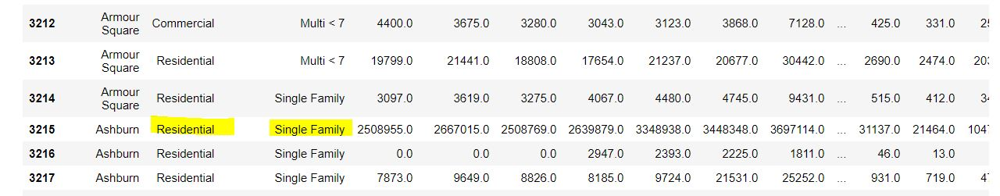 3212 Armour Square Commercial Multi < 7 4400.0 3675.0 3280.0 3043.0 3123.0 3868.0 7128.0 ... 425.0 331.0
3213 Armour Square Residential Multi < 7 19799.0 21441.0 18808.0 17654.0 21237.0 20677.0 30442.0 ... 2690.0 2474.0
3214 Armour Square Residential Single Family 3097.0 3619.0 3275.0 4067.0 4480.0 4745.0 9431.0 ... 515.0 412.0
3215 Ashburn Residential Single Family 2508955.0 2667015.0 2508769.0 2639879.0 3348938.0 3448348.0 3697114.0 ... 31137.0 21464.0
3216 Ashburn Residential Single Family 0.0 0.0 0.0 2947.0 2393.0 2225.0 1811.0 ... 46.0 13.0
3217 Ashburn Residential Single Family 7873.0 9649.0 8826.0 8185.0 9724.0 21531.0 25252.0 ... 931.0 719.0